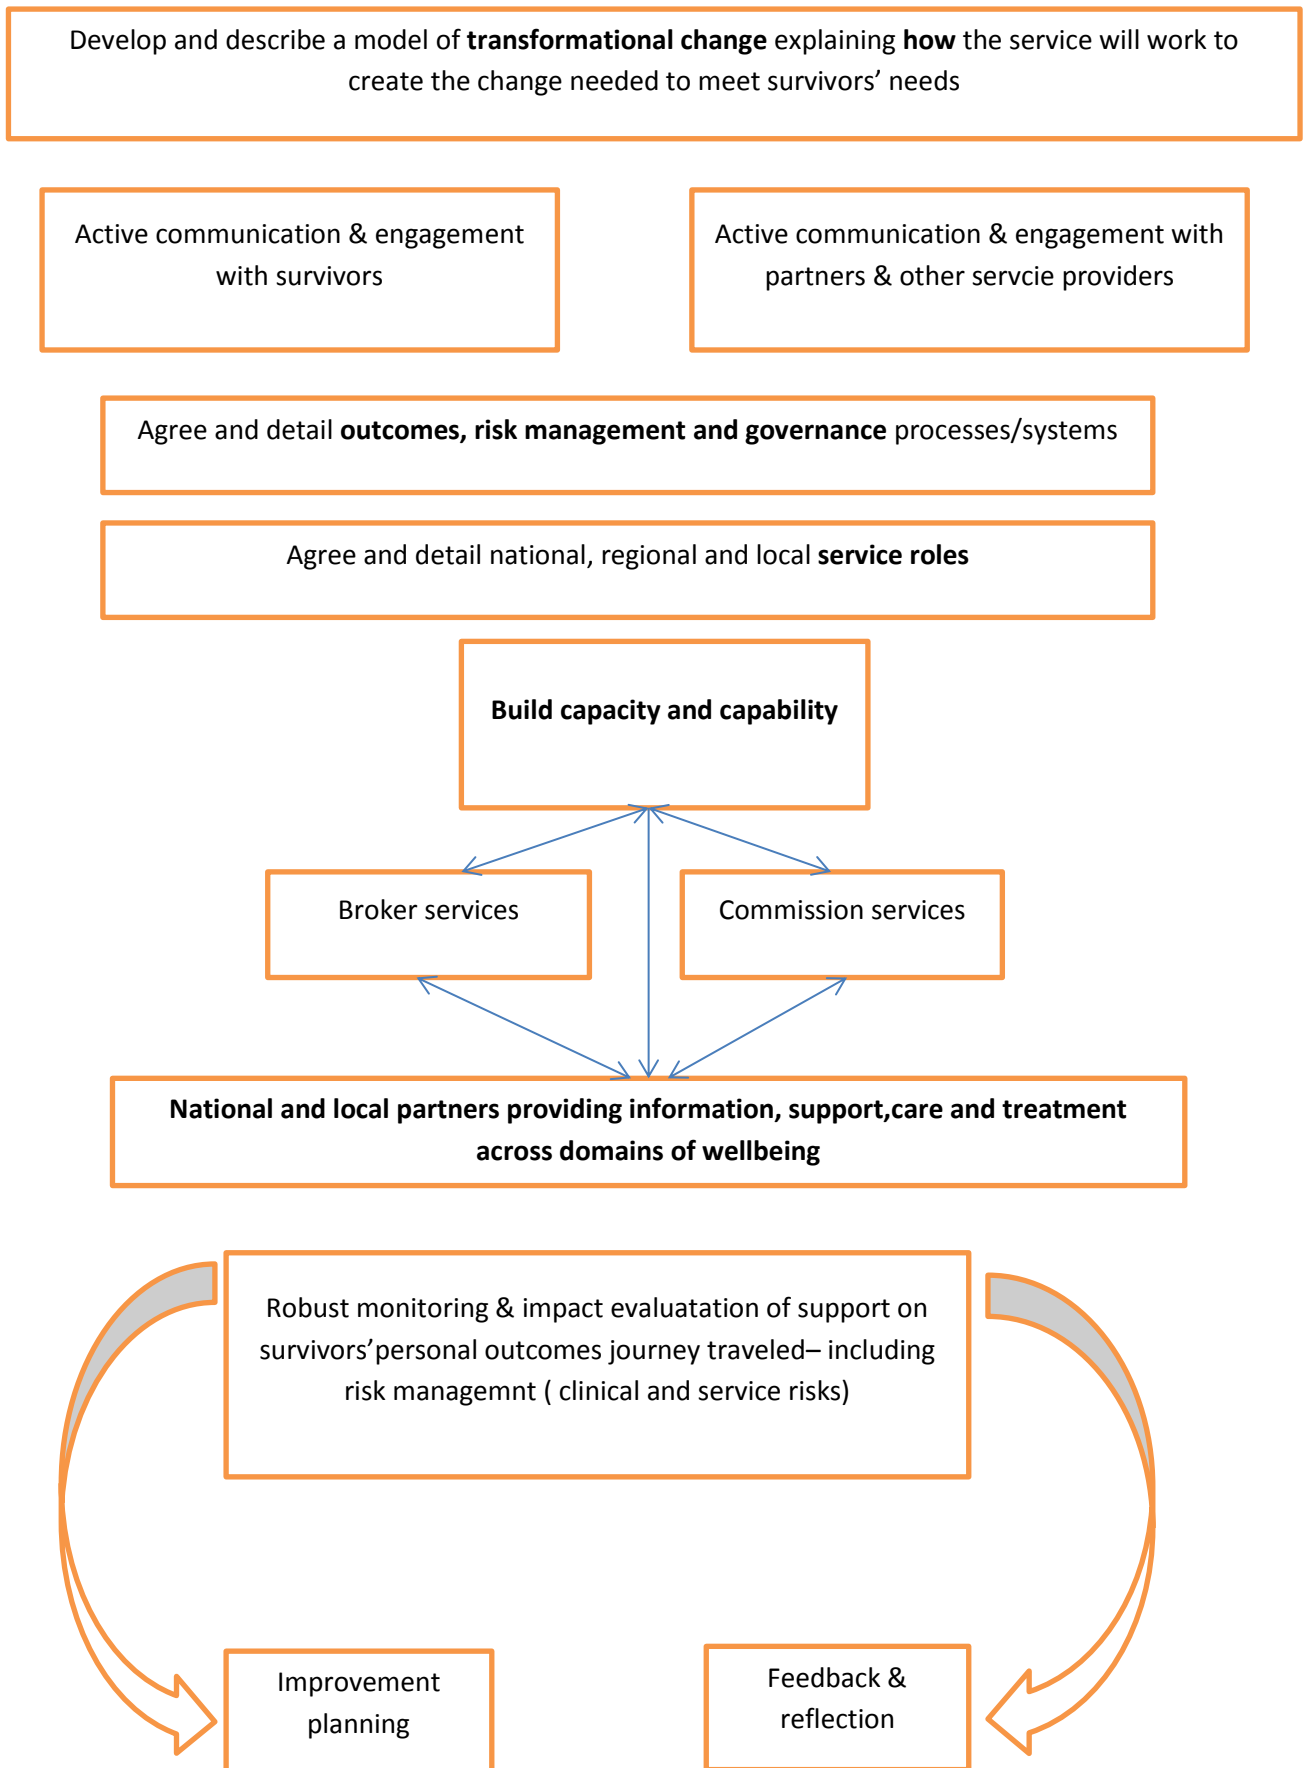 Develop and describe a model of transformational change explaining how the service will work to
create the change needed to meet survivors’ needs
Active communication & engagement
with survivors
Active communication & engagement with
partners & other servcie providers
Agree and detail outcomes, risk management and governance processes/systems
Agree and detail national, regional and local service roles
Build capacity and capability
Broker services
Commission services
National and local partners providing information, support,care and treatment
across domains of wellbeing
Robust monitoring & impact evaluatation of support on
survivors’personal outcomes journey traveled– including
risk managemnt ( clinical and service risks)
Improvement
planning
Feedback &
reflection